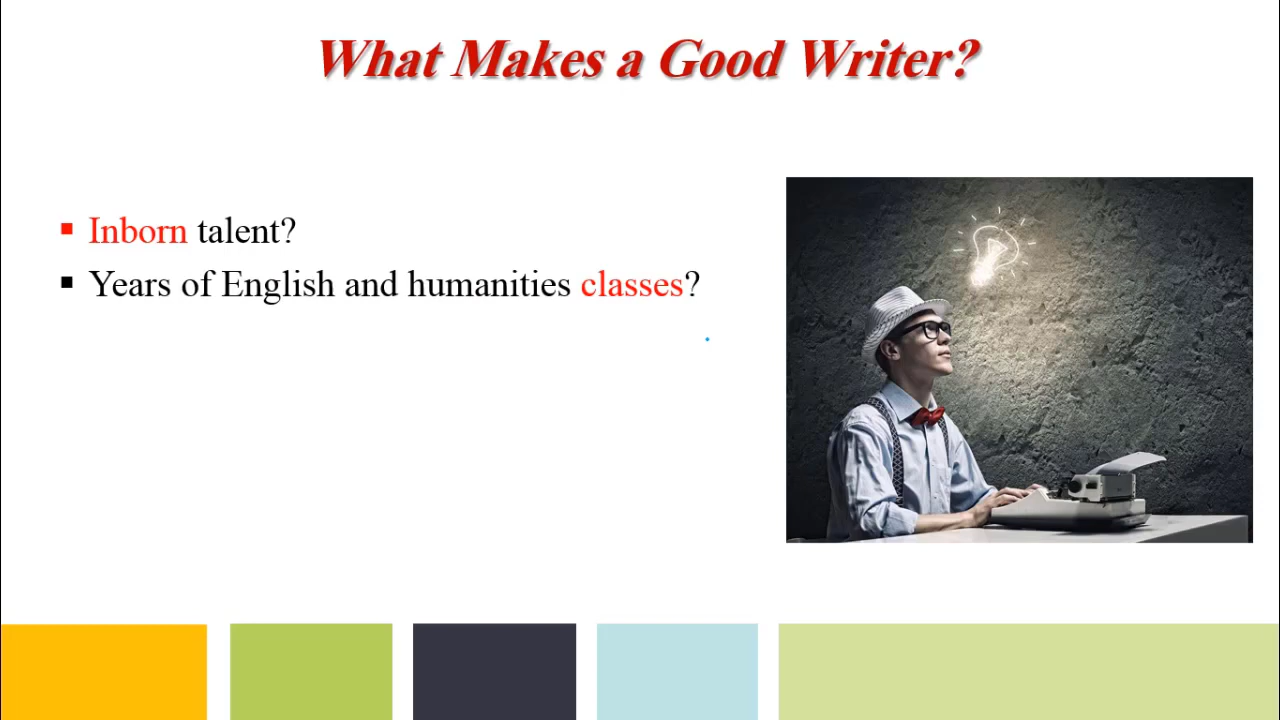 What Makes a Good Writer?
Inborn talent?
Years of English and humanities classes?